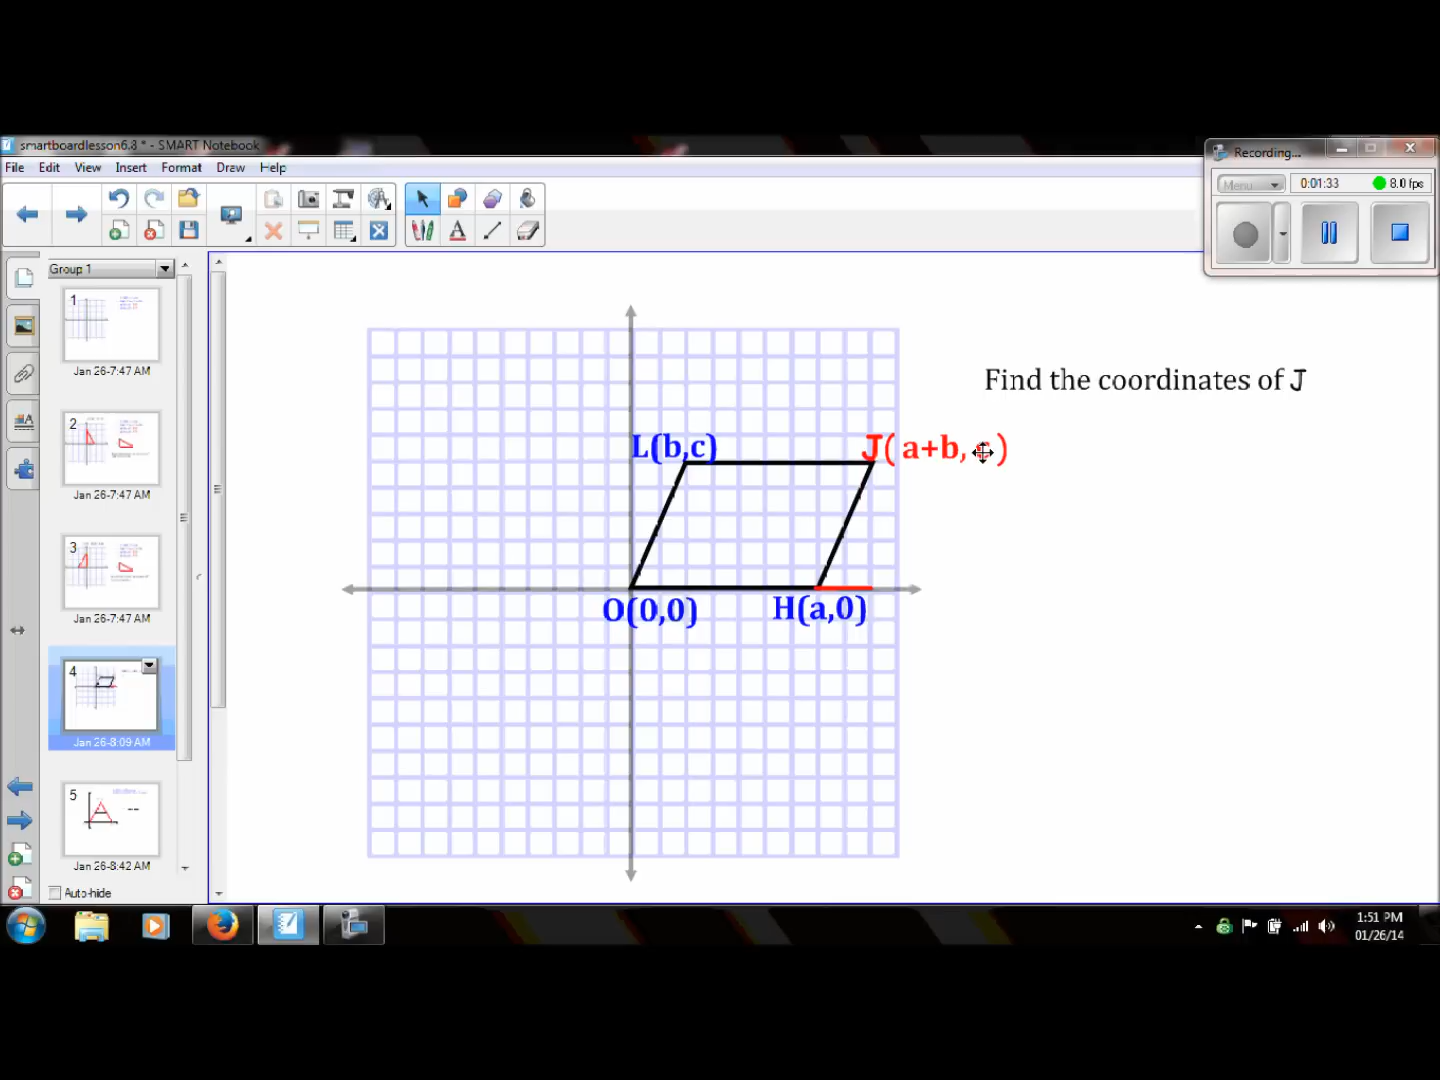 smartboardlesson6.8 * - SMART Notebook
File Edit View Insert Format Draw Help
Recording...
Menu 0:01:33 8.0 fps
Group 1
1
Jan 26-7:47 AM
2
Jan 26-7:47 AM
3
Jan 26-7:47 AM
4
Jan 26-8:09 AM
5
Jan 26-8:42 AM
Auto-hide
Find the coordinates of J
L(b,c) J( a+b, c )
O(0,0) H(a,0)
1:51 PM
01/26/14